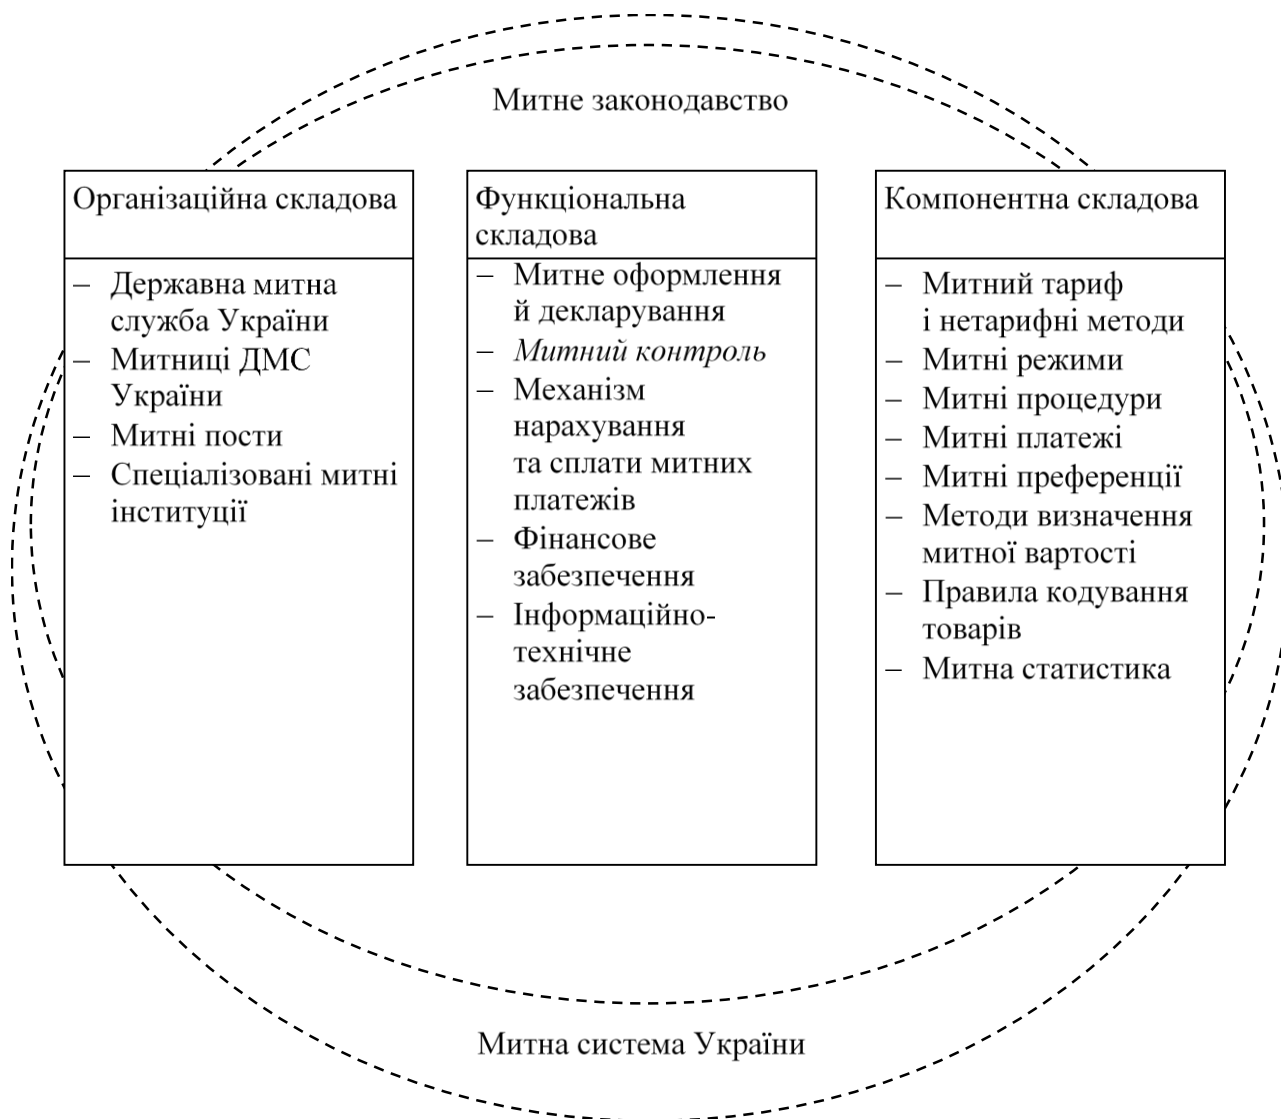 Митне законодавство
Організаційна складова
– Державна митна
служба України
– Митниці ДМС
України
– Митні пости
– Спеціалізовані митні
інституції
Функціональна
складова
– Митне оформлення
й декларування
– Митний контроль
– Механізм
нарахування
та сплати митних
платежів
– Фінансове
забезпечення
– Інформаційно-
технічне
забезпечення
Компонентна складова
– Митний тариф
і нетарифні методи
– Митні режими
– Митні процедури
– Митні платежі
– Митні преференції
– Методи визначення
митної вартості
– Правила кодування
товарів
– Митна статистика
Митна система України